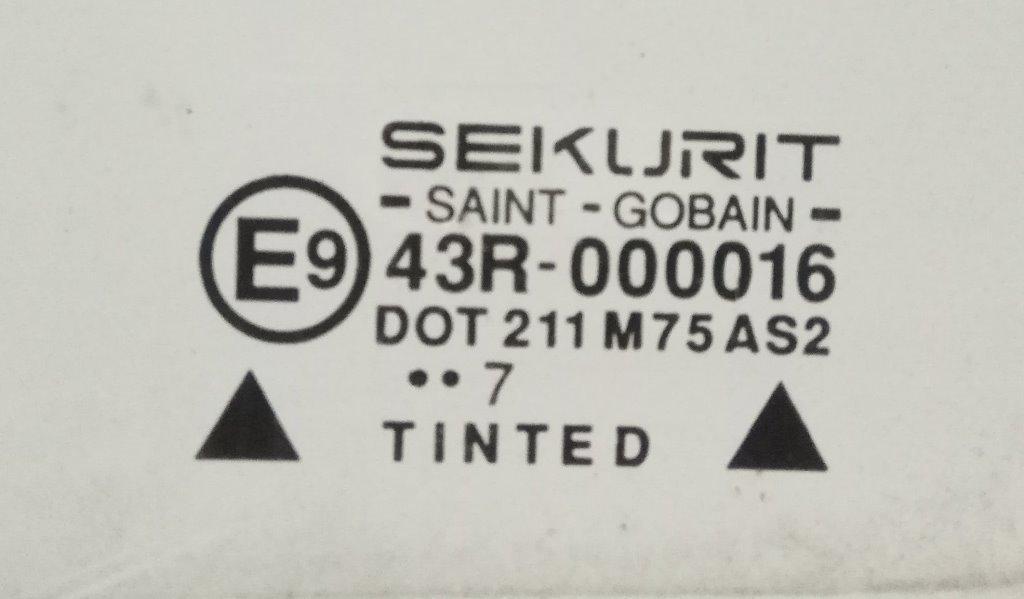 SEKURIT
- SAINT - GOBAIN -
E9 43R-000016
DOT 211 M75 AS2
•• 7
TINTED